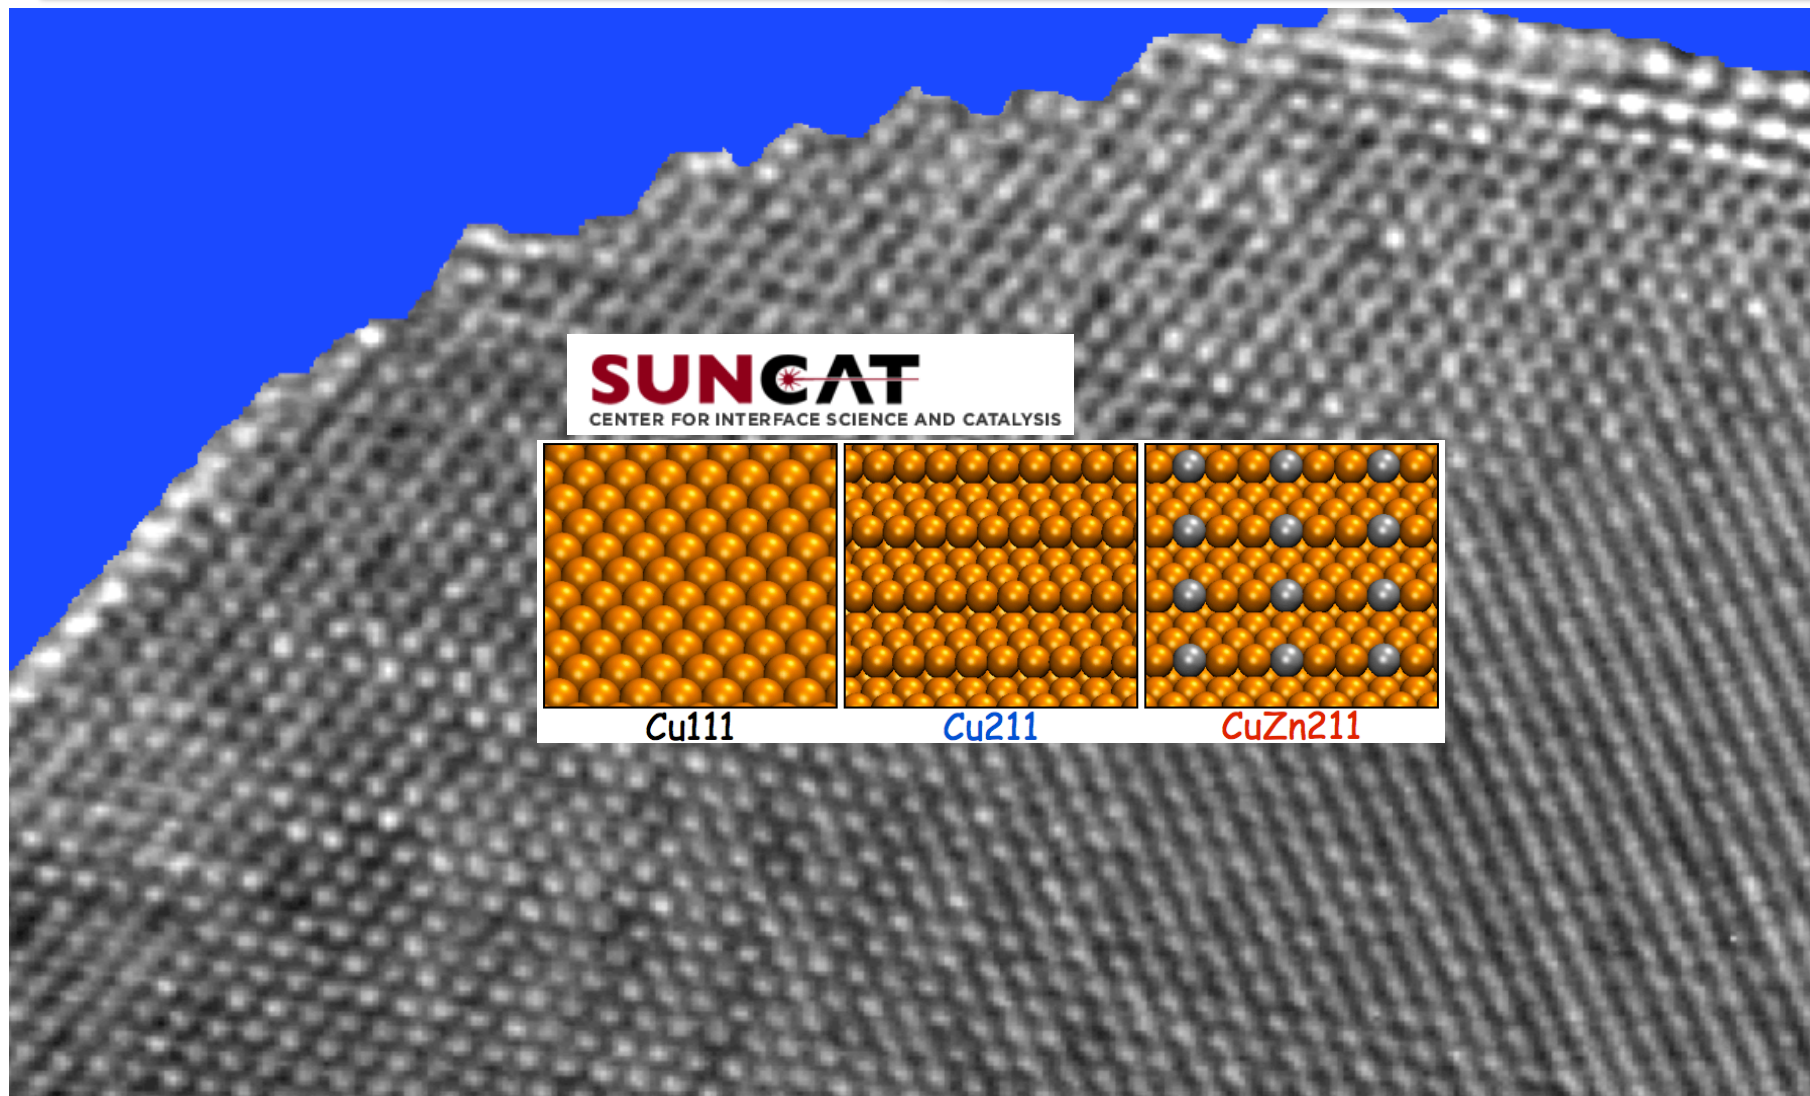 SUNCAT
CENTER FOR INTERFACE SCIENCE AND CATALYSIS
Cu111 Cu211 CuZn211